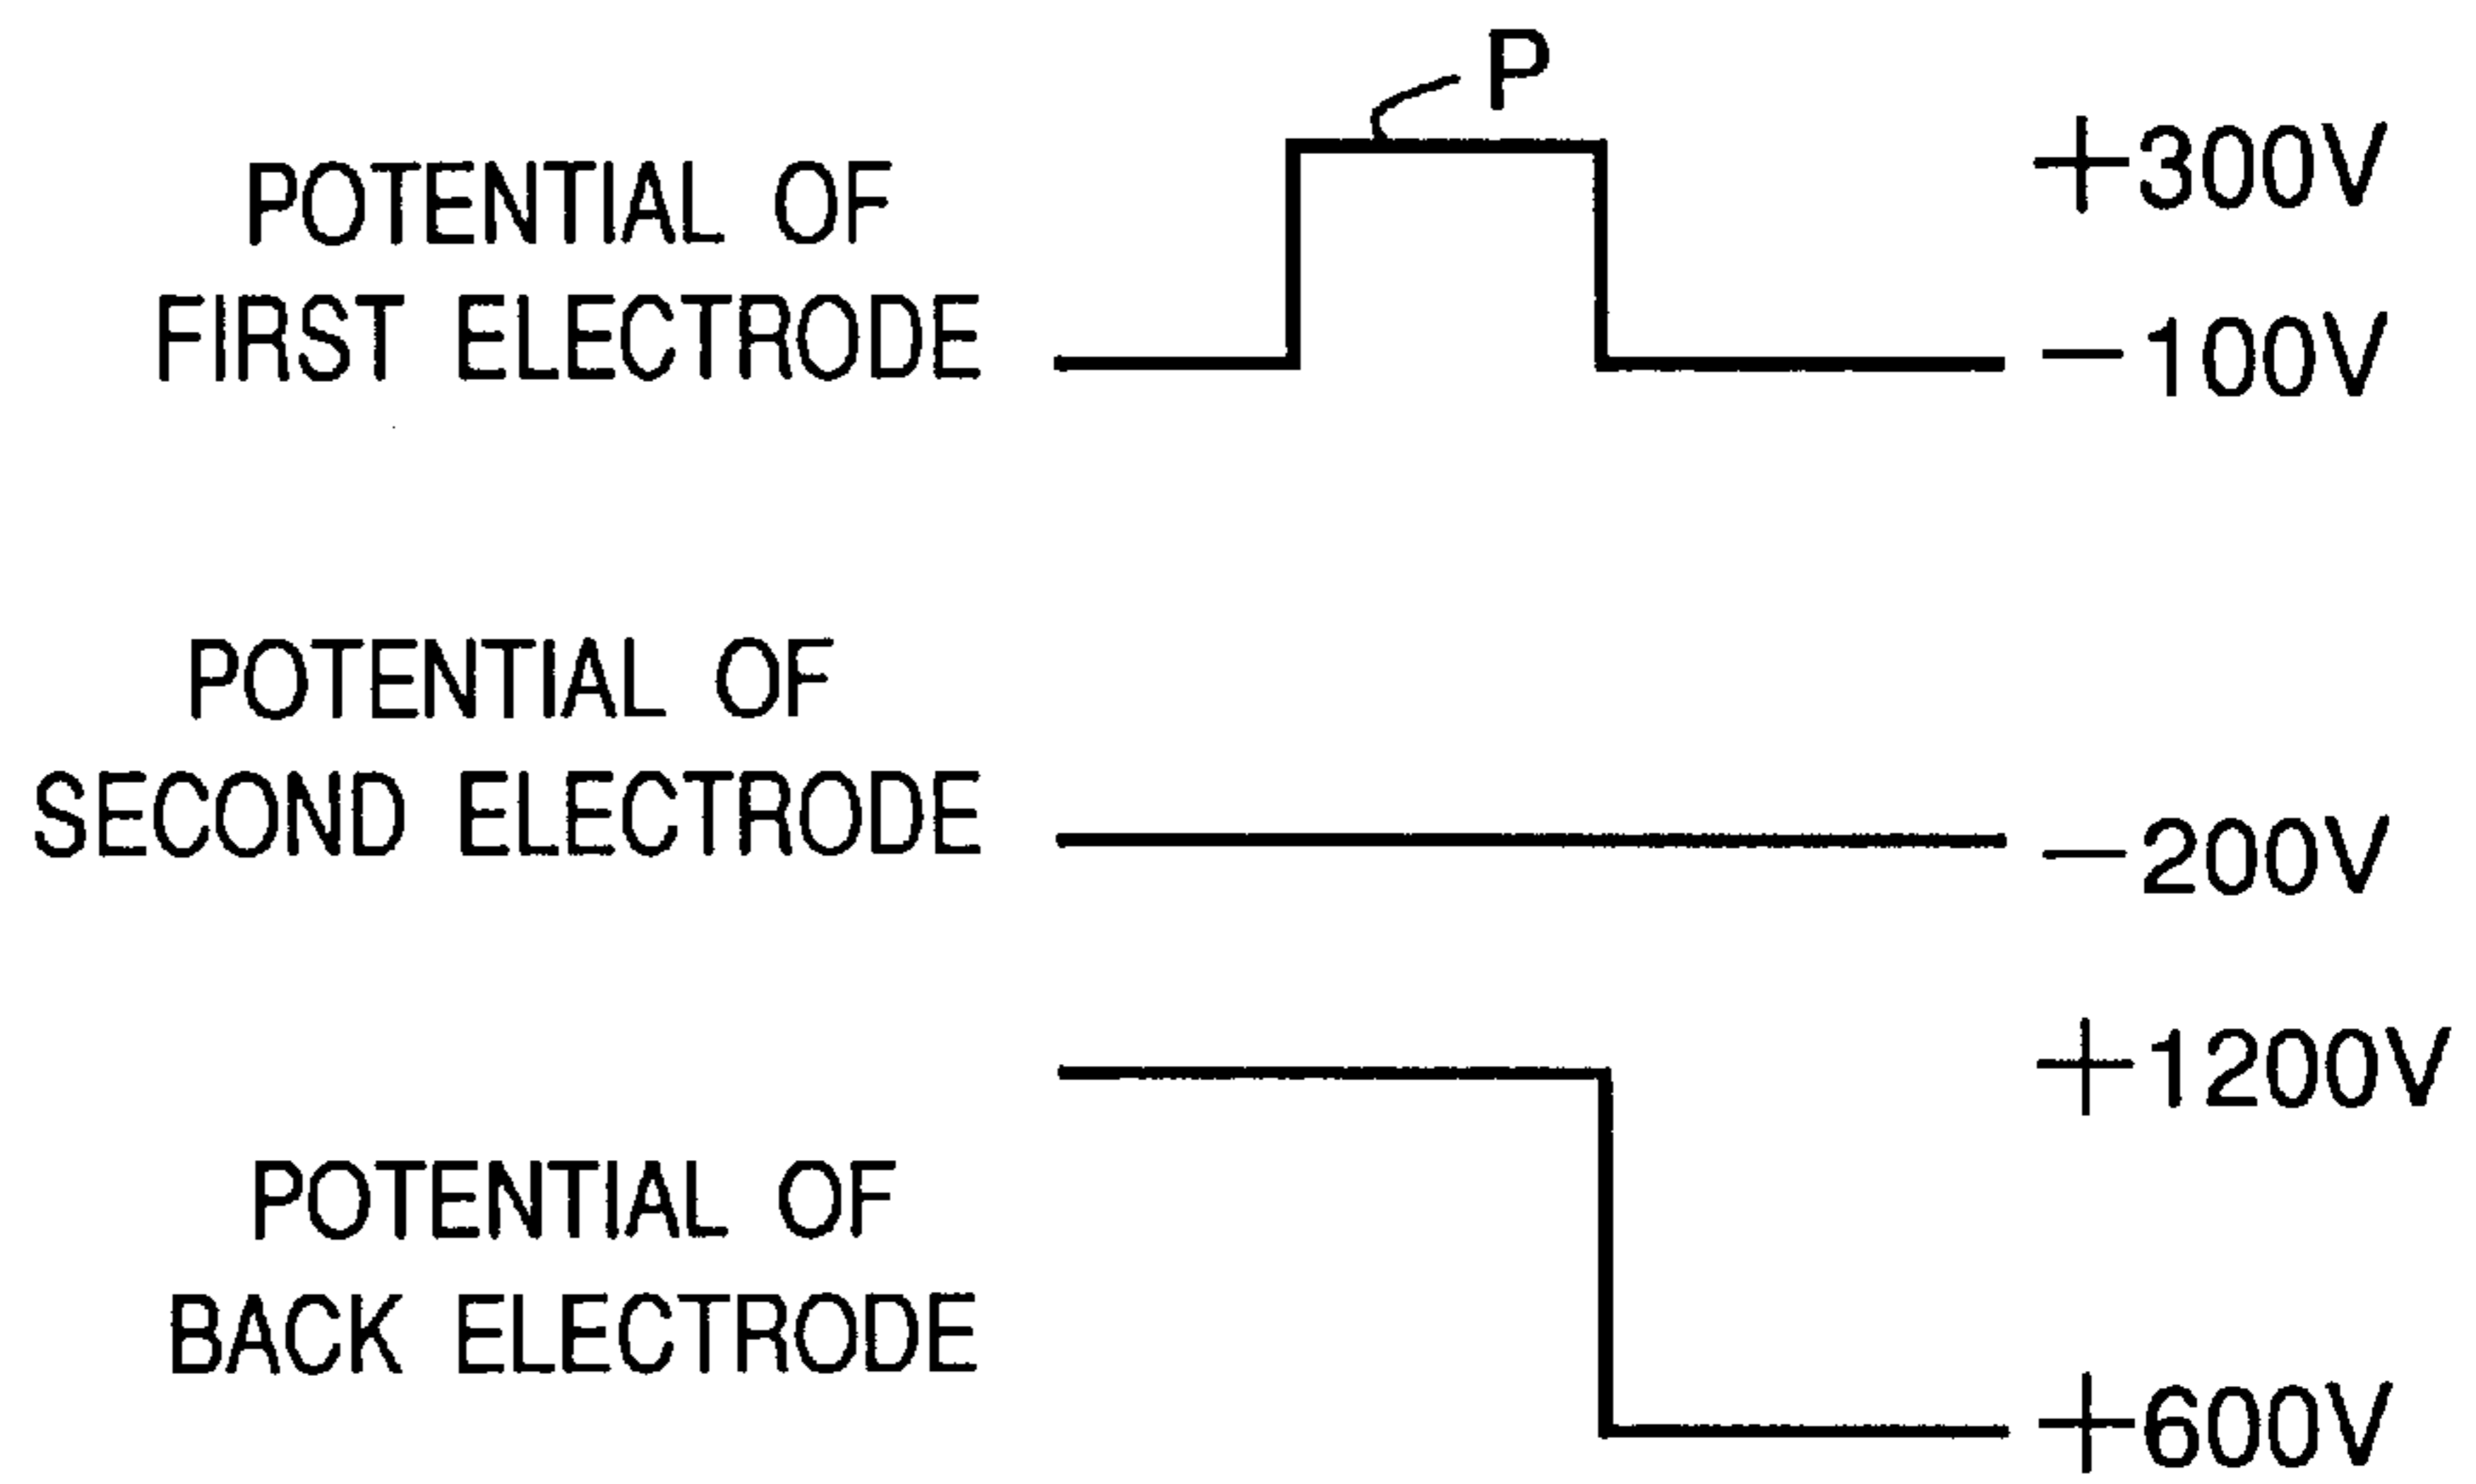 P
POTENTIAL OF
FIRST ELECTRODE
+300V
−100V
POTENTIAL OF
SECOND ELECTRODE
−200V
+1200V
POTENTIAL OF
BACK ELECTRODE
+600V